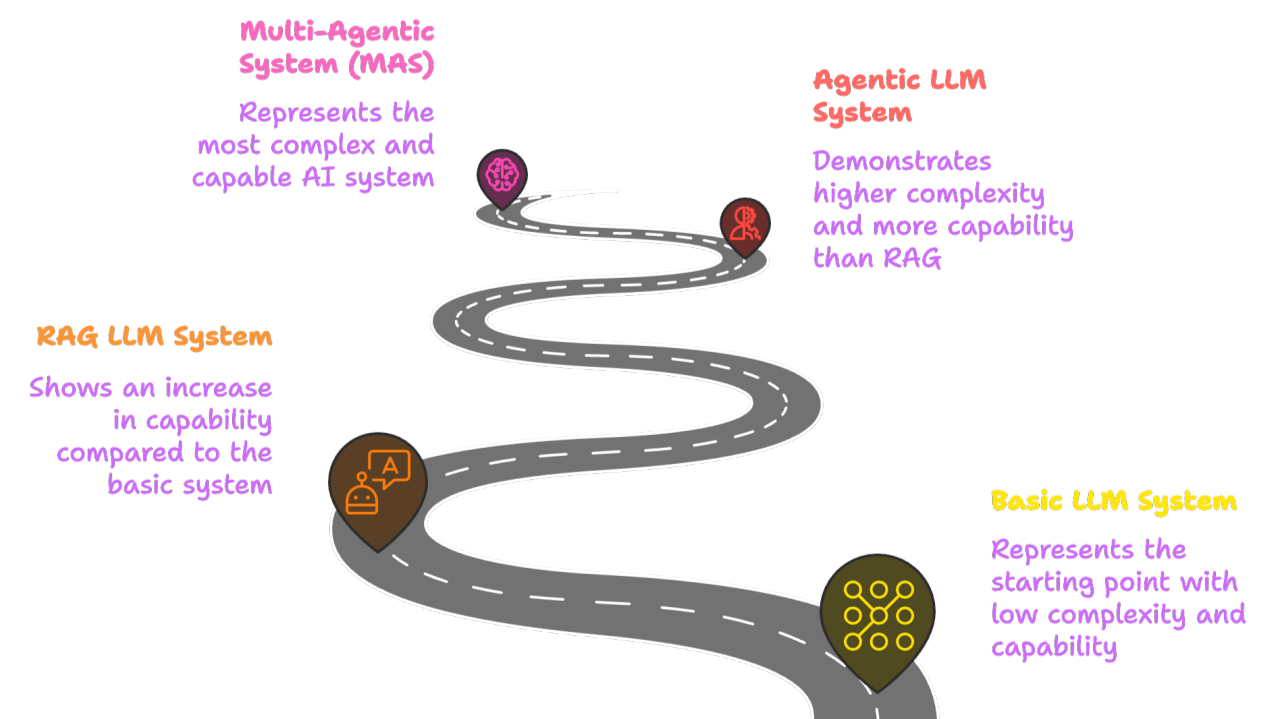 Multi-Agentic
System (MAS)
Represents the
most complex and
capable AI system
Agentic LLM
System
Demonstrates
higher complexity
and more capability
than RAG
RAG LLM System
Shows an increase
in capability
compared to the
basic system
A
Basic LLM System
Represents the
starting point with
low complexity and
capability